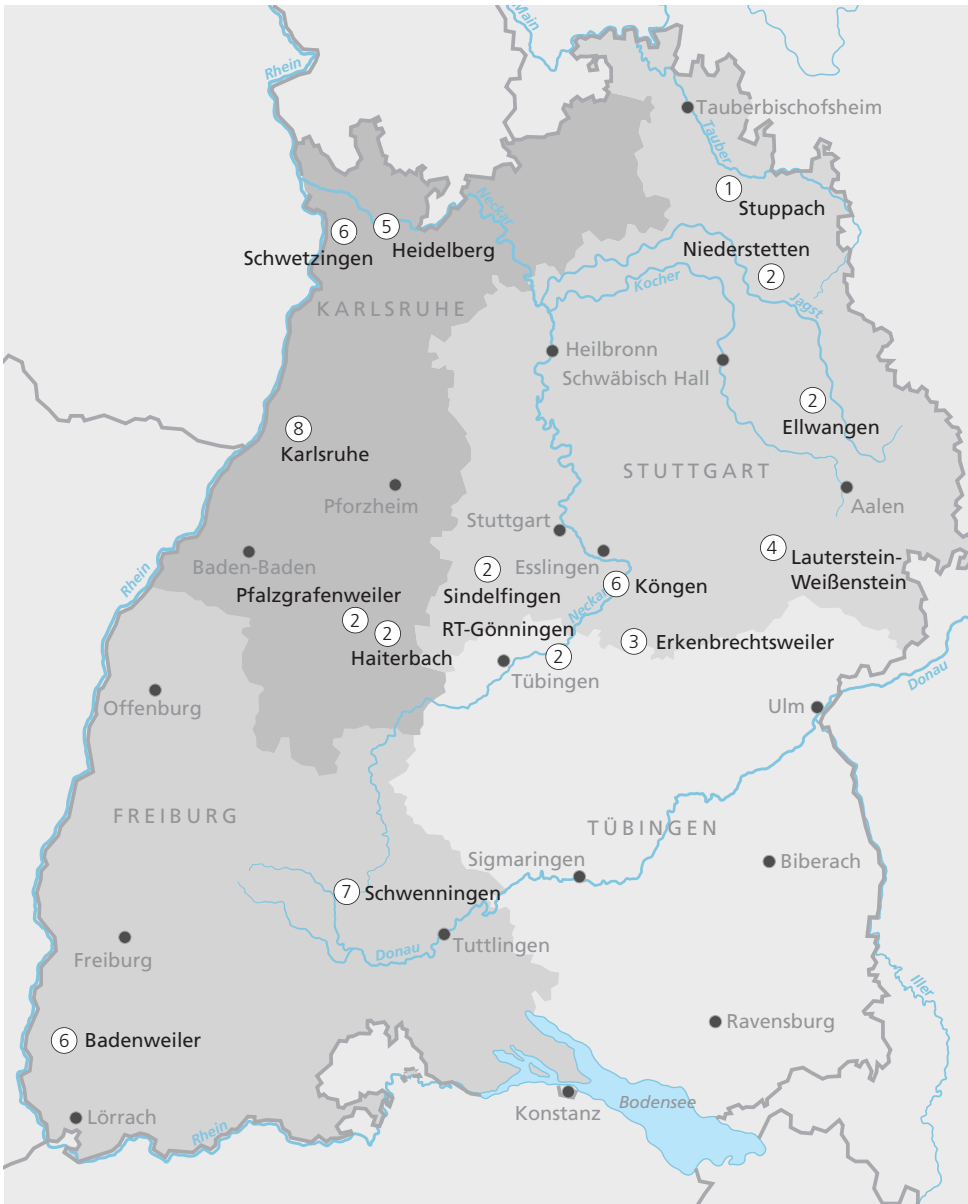 Main
Rhein
Tauberbischofsheim
Tauber
1
Stuppach
Neckar
6
Schwetzingen
5
Heidelberg
Niederstetten
2
Kocher
Jagst
KARLSRUHE
Heilbronn
Schwäbisch Hall
2
Ellwangen
8
Karlsruhe
STUTTGART
Pforzheim
Aalen
Stuttgart
Baden-Baden
Esslingen
4
Lauterstein-
Weißenstein
2
Sindelfingen
6
Köngen
Rhein
Pfalzgrafenweiler
2
2
Haiterbach
Neckar
RT-Gönningen
2
3
Erkenbrechtsweiler
Tübingen
Donau
Offenburg
Ulm
FREIBURG
TÜBINGEN
Sigmaringen
Biberach
7
Schwenningen
Freiburg
Donau
Tuttlingen
Iller
6
Badenweiler
Ravensburg
Lörrach
Rhein
Konstanz
Bodensee